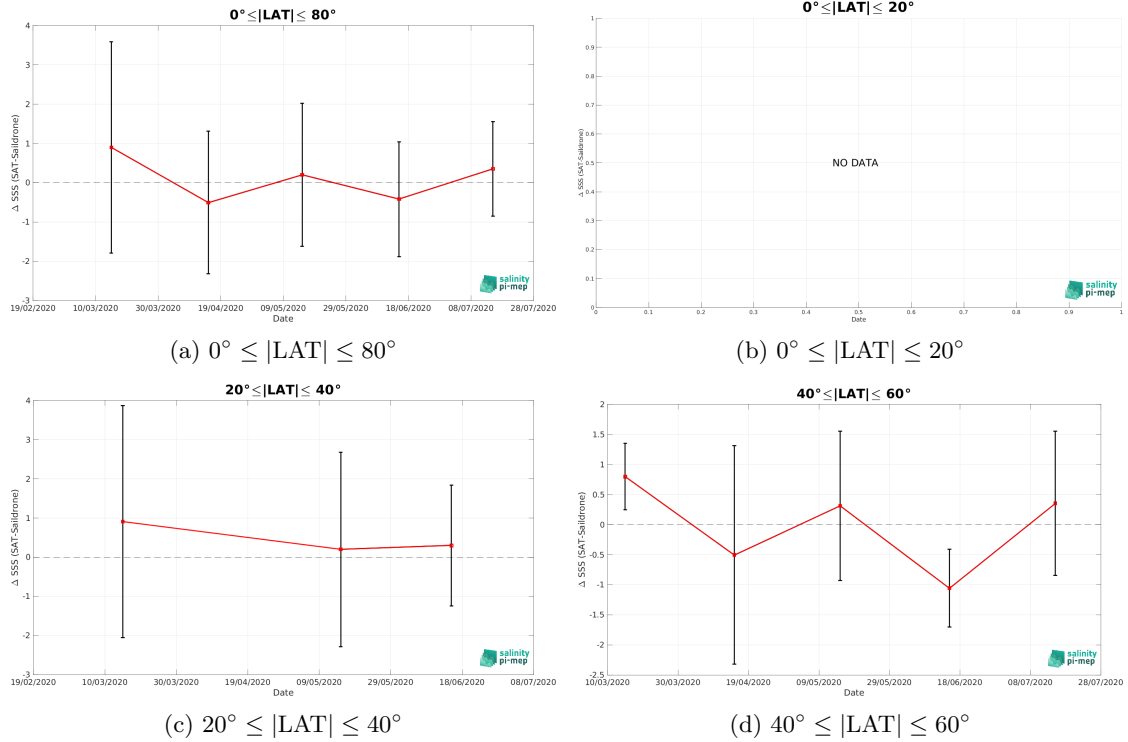 0°≤|LAT|≤ 80°
Δ SSS (SAT-Saildrone)
4
3
2
1
0
-1
-2
-3
19/02/2020 10/03/2020 30/03/2020 19/04/2020 09/05/2020 29/05/2020 18/06/2020 08/07/2020 28/07/2020
Date
salinity
pi-mep
(a) 0° ≤ |LAT| ≤ 80°
0°≤|LAT|≤ 20°
Δ SSS (SAT-Saildrone)
1
0.9
0.8
0.7
0.6
0.5
0.4
0.3
0.2
0.1
0
NO DATA
0 0.1 0.2 0.3 0.4 0.5 0.6 0.7 0.8 0.9 1
Date
salinity
pi-mep
(b) 0° ≤ |LAT| ≤ 20°
20°≤|LAT|≤ 40°
Δ SSS (SAT-Saildrone)
4
3
2
1
0
-1
-2
-3
19/02/2020 10/03/2020 30/03/2020 19/04/2020 09/05/2020 29/05/2020 18/06/2020 08/07/2020
Date
salinity
pi-mep
(c) 20° ≤ |LAT| ≤ 40°
40°≤|LAT|≤ 60°
Δ SSS (SAT-Saildrone)
2
1.5
1
0.5
0
-0.5
-1
-1.5
-2
-2.5
10/03/2020 30/03/2020 19/04/2020 09/05/2020 29/05/2020 18/06/2020 08/07/2020 28/07/2020
Date
salinity
pi-mep
(d) 40° ≤ |LAT| ≤ 60°